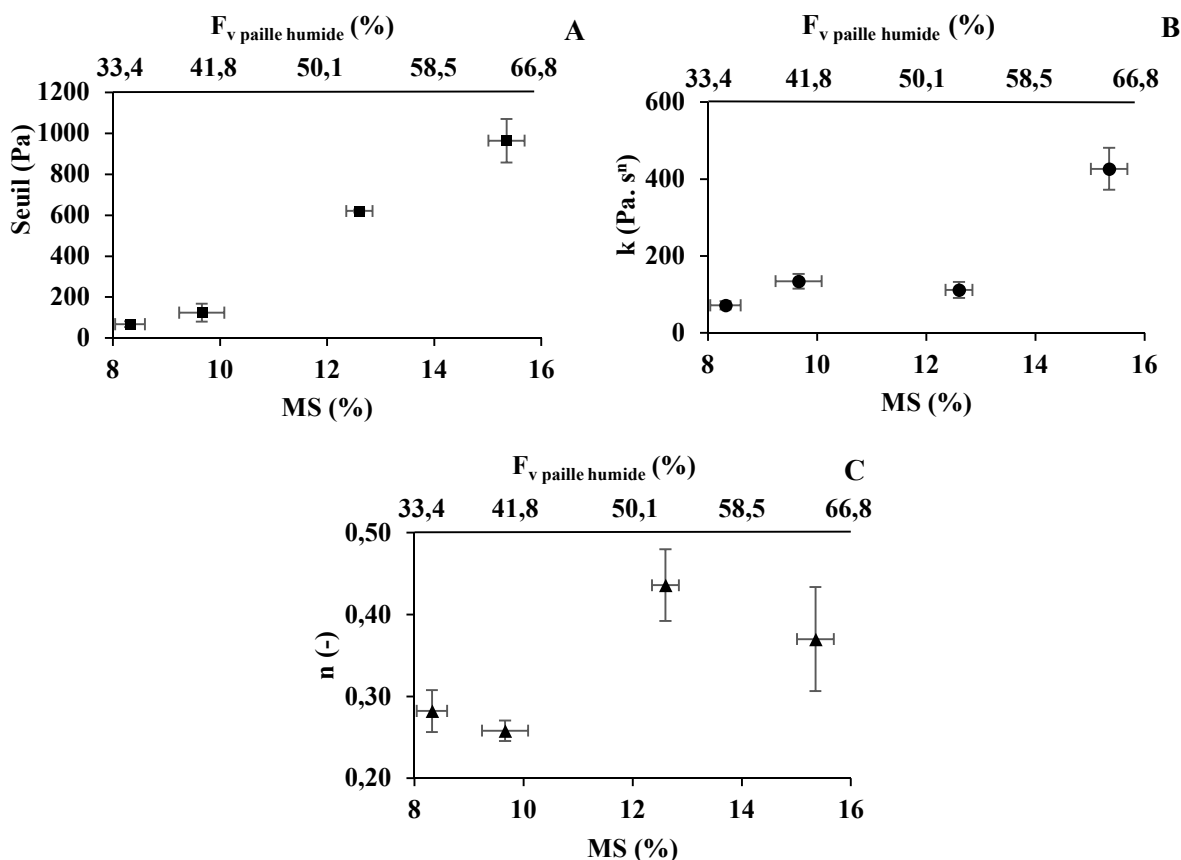 F v paille humide (%)
A
33,4 41,8 50,1 58,5 66,8
1200
1000
800
600
400
200
0
Seuil (Pa)
8 10 12 14 16
MS (%)
F v paille humide (%)
B
33,4 41,8 50,1 58,5 66,8
600
400
200
0
k (Pa. sⁿ)
8 10 12 14 16
MS (%)
F v paille humide (%)
C
33,4 41,8 50,1 58,5 66,8
0,50
0,40
0,30
0,20
n (-)
8 10 12 14 16
MS (%)